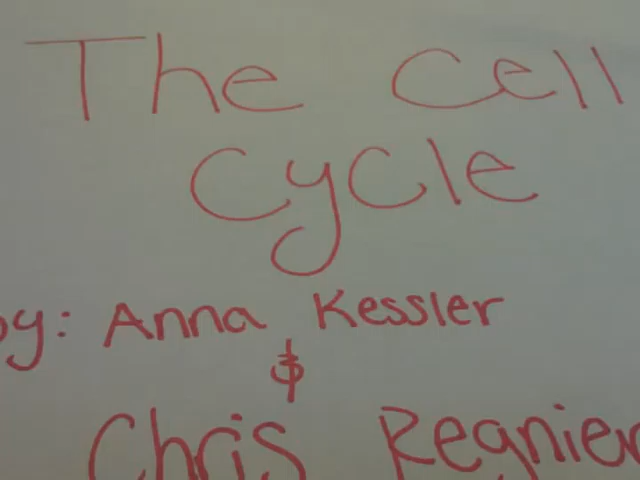 The Cell
Cycle
by: Anna Kessler
&
Chris Regnier